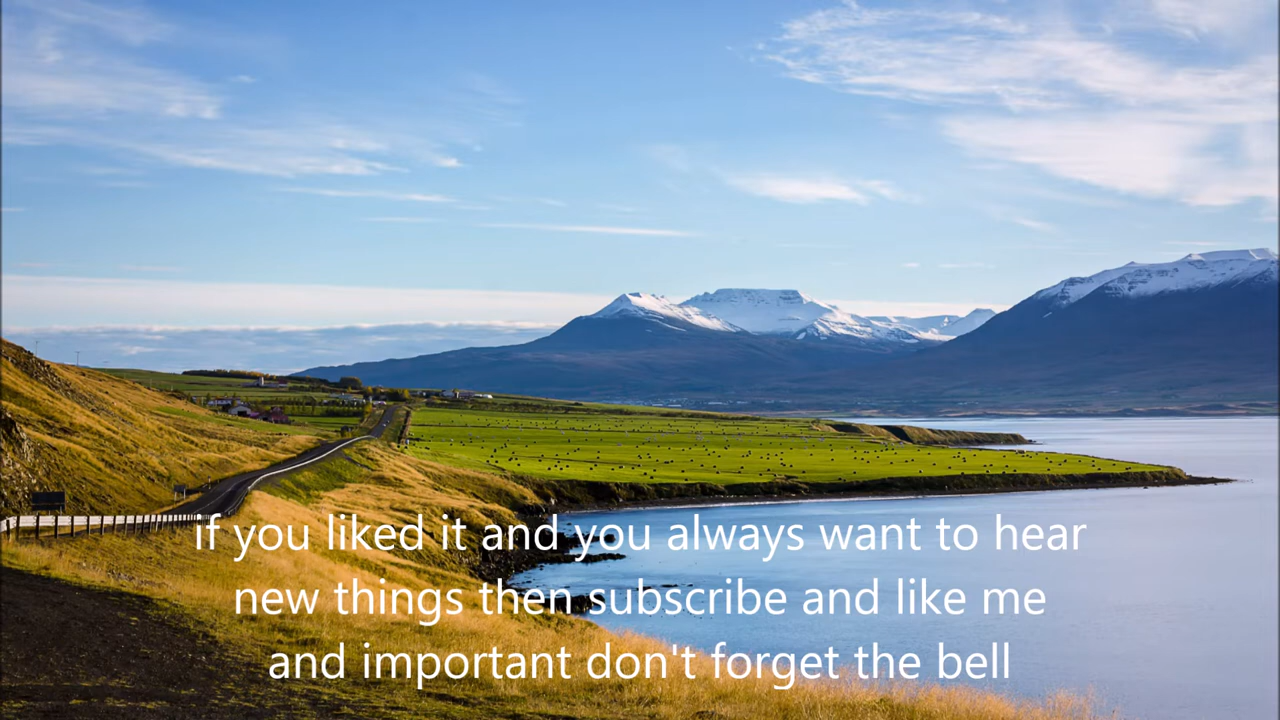 if you liked it and you always want to hear
new things then subscribe and like me
and important don't forget the bell